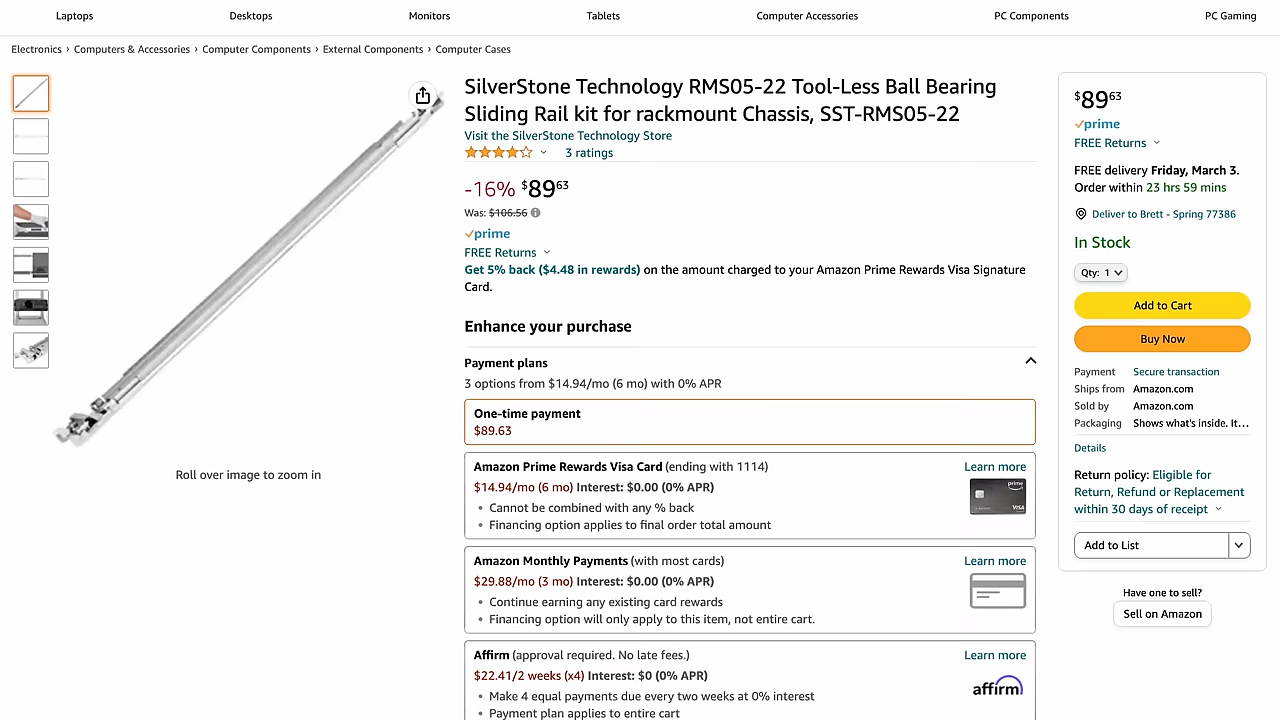 Laptops
Desktops
Monitors
Tablets
Computer Accessories
PC Components
PC Gaming
Electronics › Computers & Accessories › Computer Components › External Components › Computer Cases
SilverStone Technology RMS05-22 Tool-Less Ball Bearing
Sliding Rail kit for rackmount Chassis, SST-RMS05-22
Visit the SilverStone Technology Store
3 ratings
-16% $89 63
Was: $106.56
prime
FREE Returns
Get 5% back ($4.48 in rewards) on the amount charged to your Amazon Prime Rewards Visa Signature
Card.
Enhance your purchase
Payment plans
3 options from $14.94/mo (6 mo) with 0% APR
One-time payment
$89.63
Amazon Prime Rewards Visa Card (ending with 1114)
Learn more
$14.94/mo (6 mo) Interest: $0.00 (0% APR)
• Cannot be combined with any % back
• Financing option applies to final order total amount
prime
VISA
Amazon Monthly Payments (with most cards)
Learn more
$29.88/mo (3 mo) Interest: $0.00 (0% APR)
• Continue earning any existing card rewards
• Financing option will only apply to this item, not entire cart.
Affirm (approval required. No late fees.)
Learn more
$22.41/2 weeks (x4) Interest: $0 (0% APR)
• Make 4 equal payments due every two weeks at 0% interest
• Payment plan applies to entire cart
affirm
Roll over image to zoom in
$89 63
prime
FREE Returns
FREE delivery Friday, March 3.
Order within 23 hrs 59 mins
Deliver to Brett - Spring 77386
In Stock
Qty: 1
Add to Cart
Buy Now
Payment Secure transaction
Ships from Amazon.com
Sold by Amazon.com
Packaging Shows what's inside. It…
Details
Return policy: Eligible for
Return, Refund or Replacement
within 30 days of receipt
Add to List
Have one to sell?
Sell on Amazon